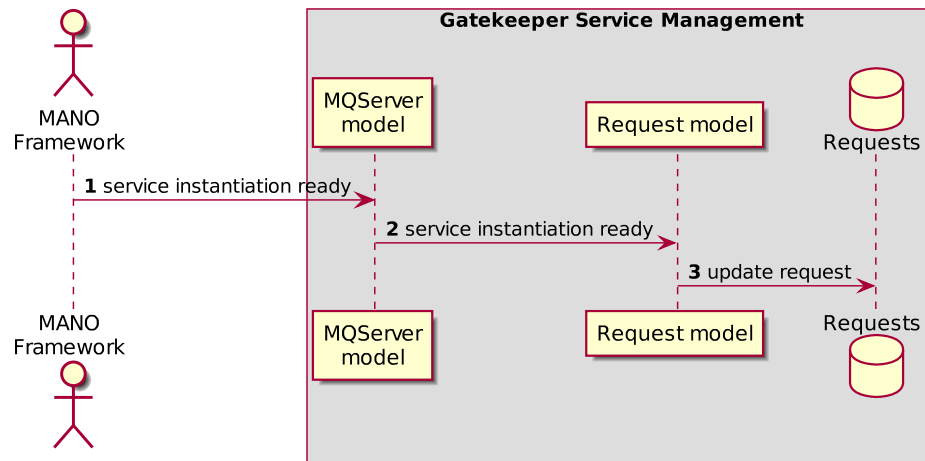 Gatekeeper Service Management
MANO
Framework
MQServer
model
Request model
Requests
1 service instantiation ready
2 service instantiation ready
3 update request
MANO
Framework
MQServer
model
Request model
Requests